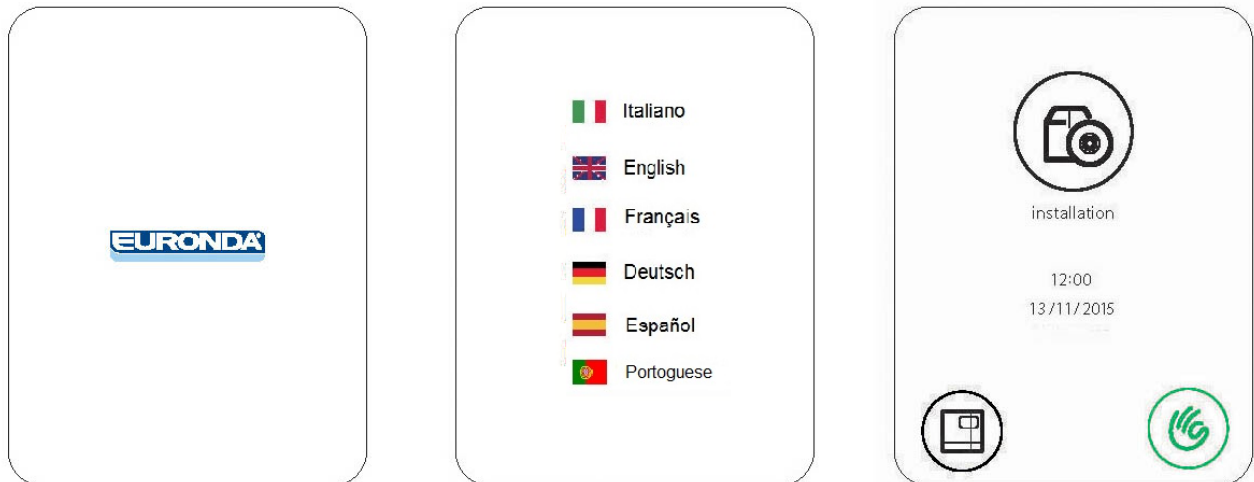 EURONDA
Italiano
English
Français
Deutsch
Español
Portoguese
installation
12:00
13/11/2015